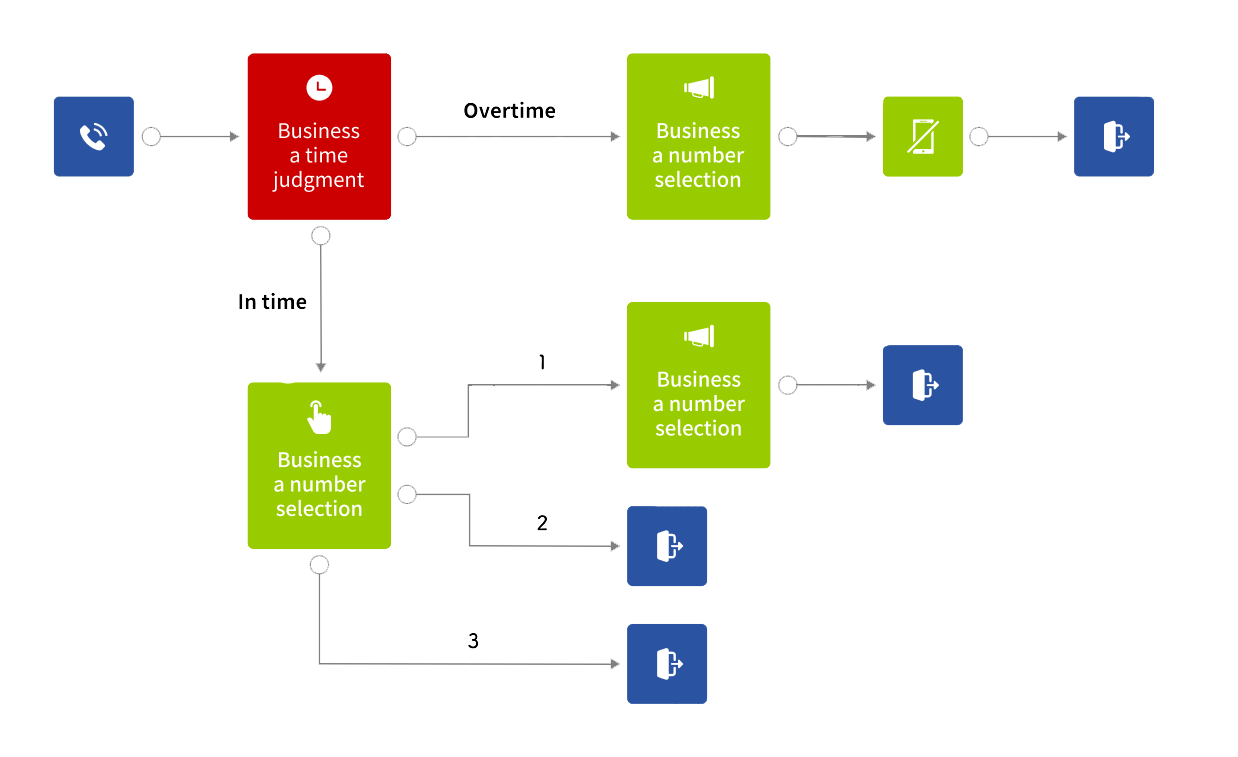 Business
a time
judgment
Overtime
Business
a number
selection
In time
1
Business
a number
selection
Business
a number
selection
2
3